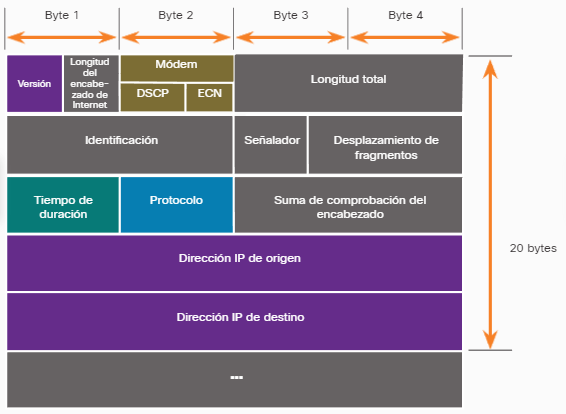 Byte 1
Byte 2
Byte 3
Byte 4
Versión
Longitud
del
encabe-
zado de
Internet
Módem
DSCP
ECN
Longitud total
Identificación
Señalador
Desplazamiento de
fragmentos
Tiempo de
duración
Protocolo
Suma de comprobación del
encabezado
Dirección IP de origen
Dirección IP de destino
...
20 bytes